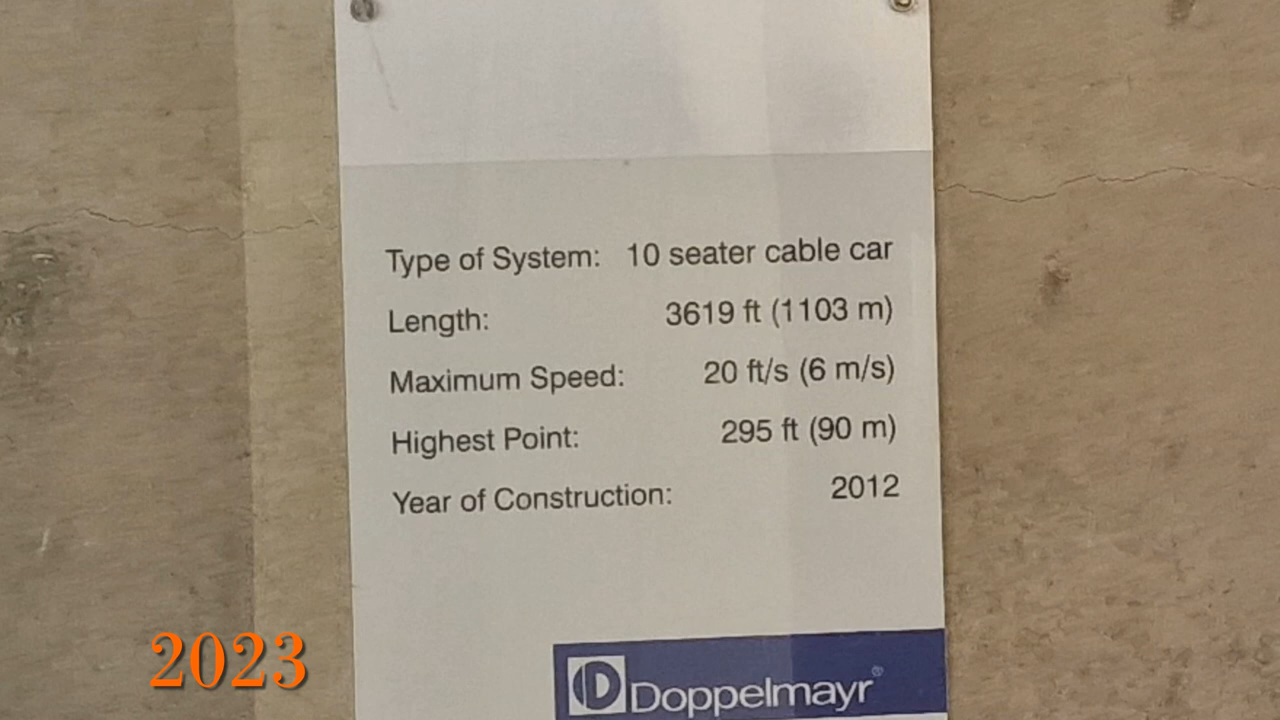 Type of System: 10 seater cable car
Length: 3619 ft (1103 m)
Maximum Speed: 20 ft/s (6 m/s)
Highest Point: 295 ft (90 m)
Year of Construction: 2012
2023
D Doppelmayr®